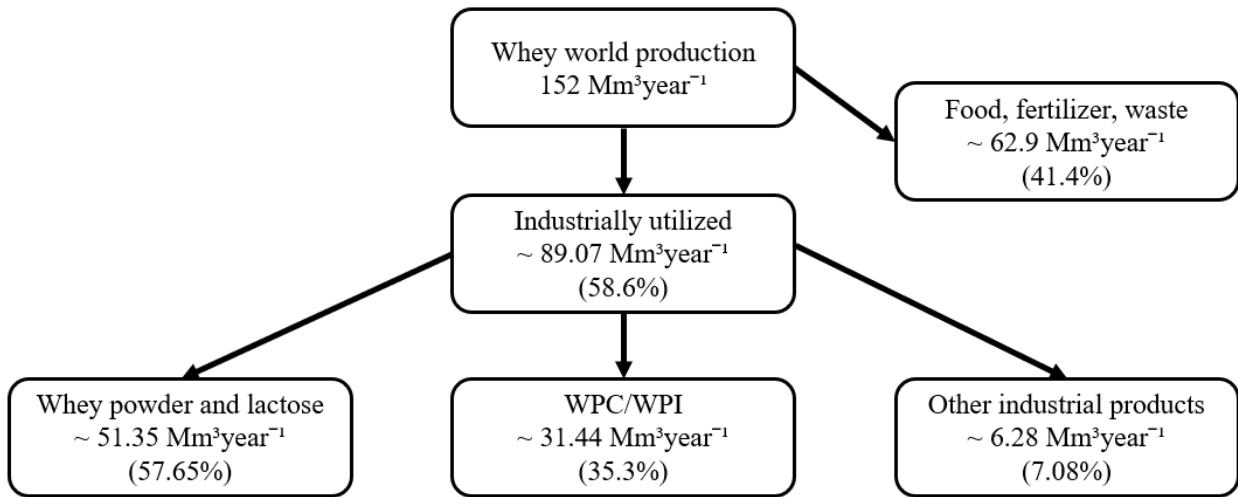 Whey world production
152 Mm³year⁻¹
Food, fertilizer, waste
~ 62.9 Mm³year⁻¹
(41.4%)
Industrially utilized
~ 89.07 Mm³year⁻¹
(58.6%)
Whey powder and lactose
~ 51.35 Mm³year⁻¹
(57.65%)
WPC/WPI
~ 31.44 Mm³year⁻¹
(35.3%)
Other industrial products
~ 6.28 Mm³year⁻¹
(7.08%)